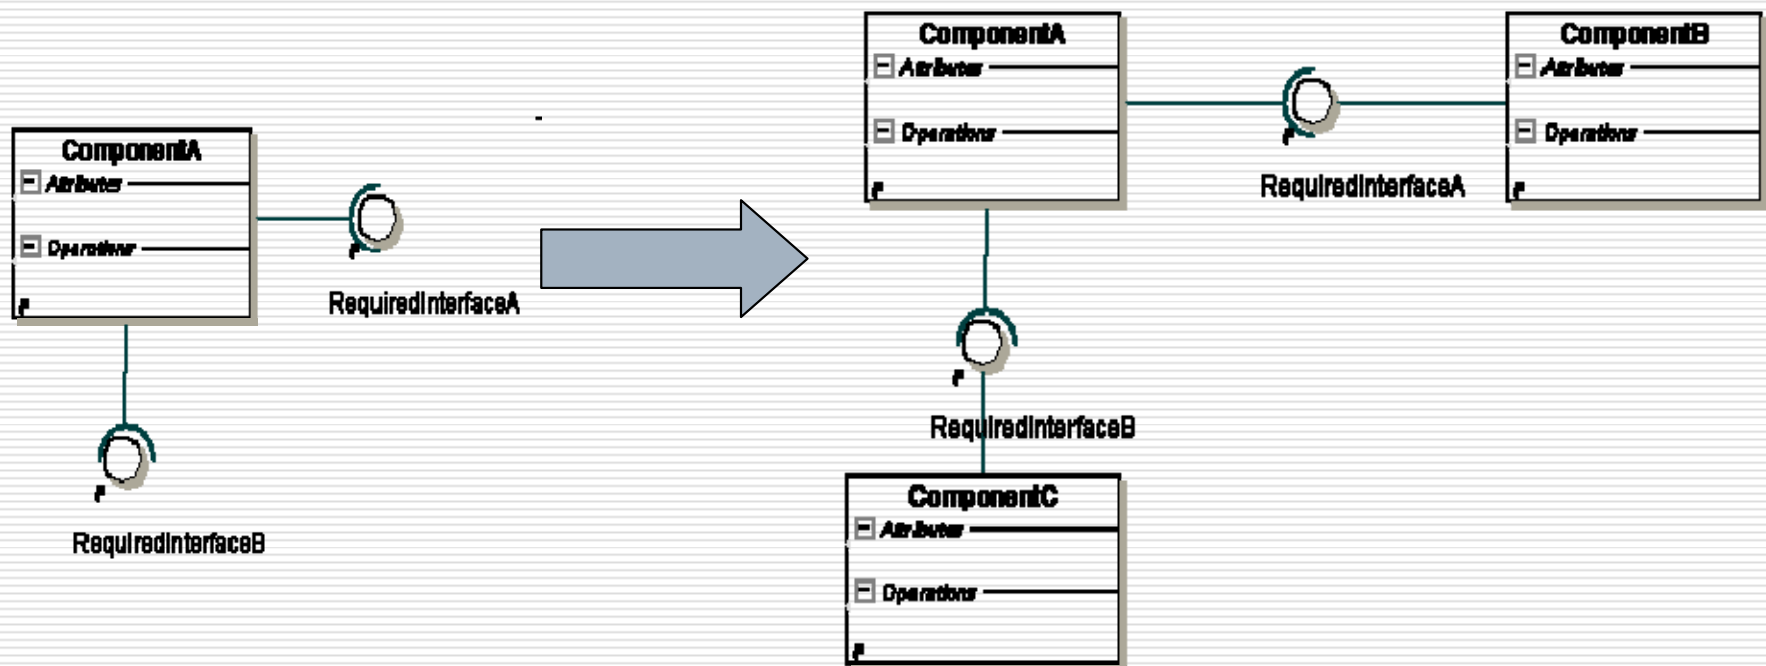 ComponentA
Attributes
Operations
RequiredInterfaceA
RequiredInterfaceB
ComponentA
Attributes
Operations
RequiredInterfaceA
ComponentB
Attributes
Operations
RequiredInterfaceB
ComponentC
Attributes
Operations